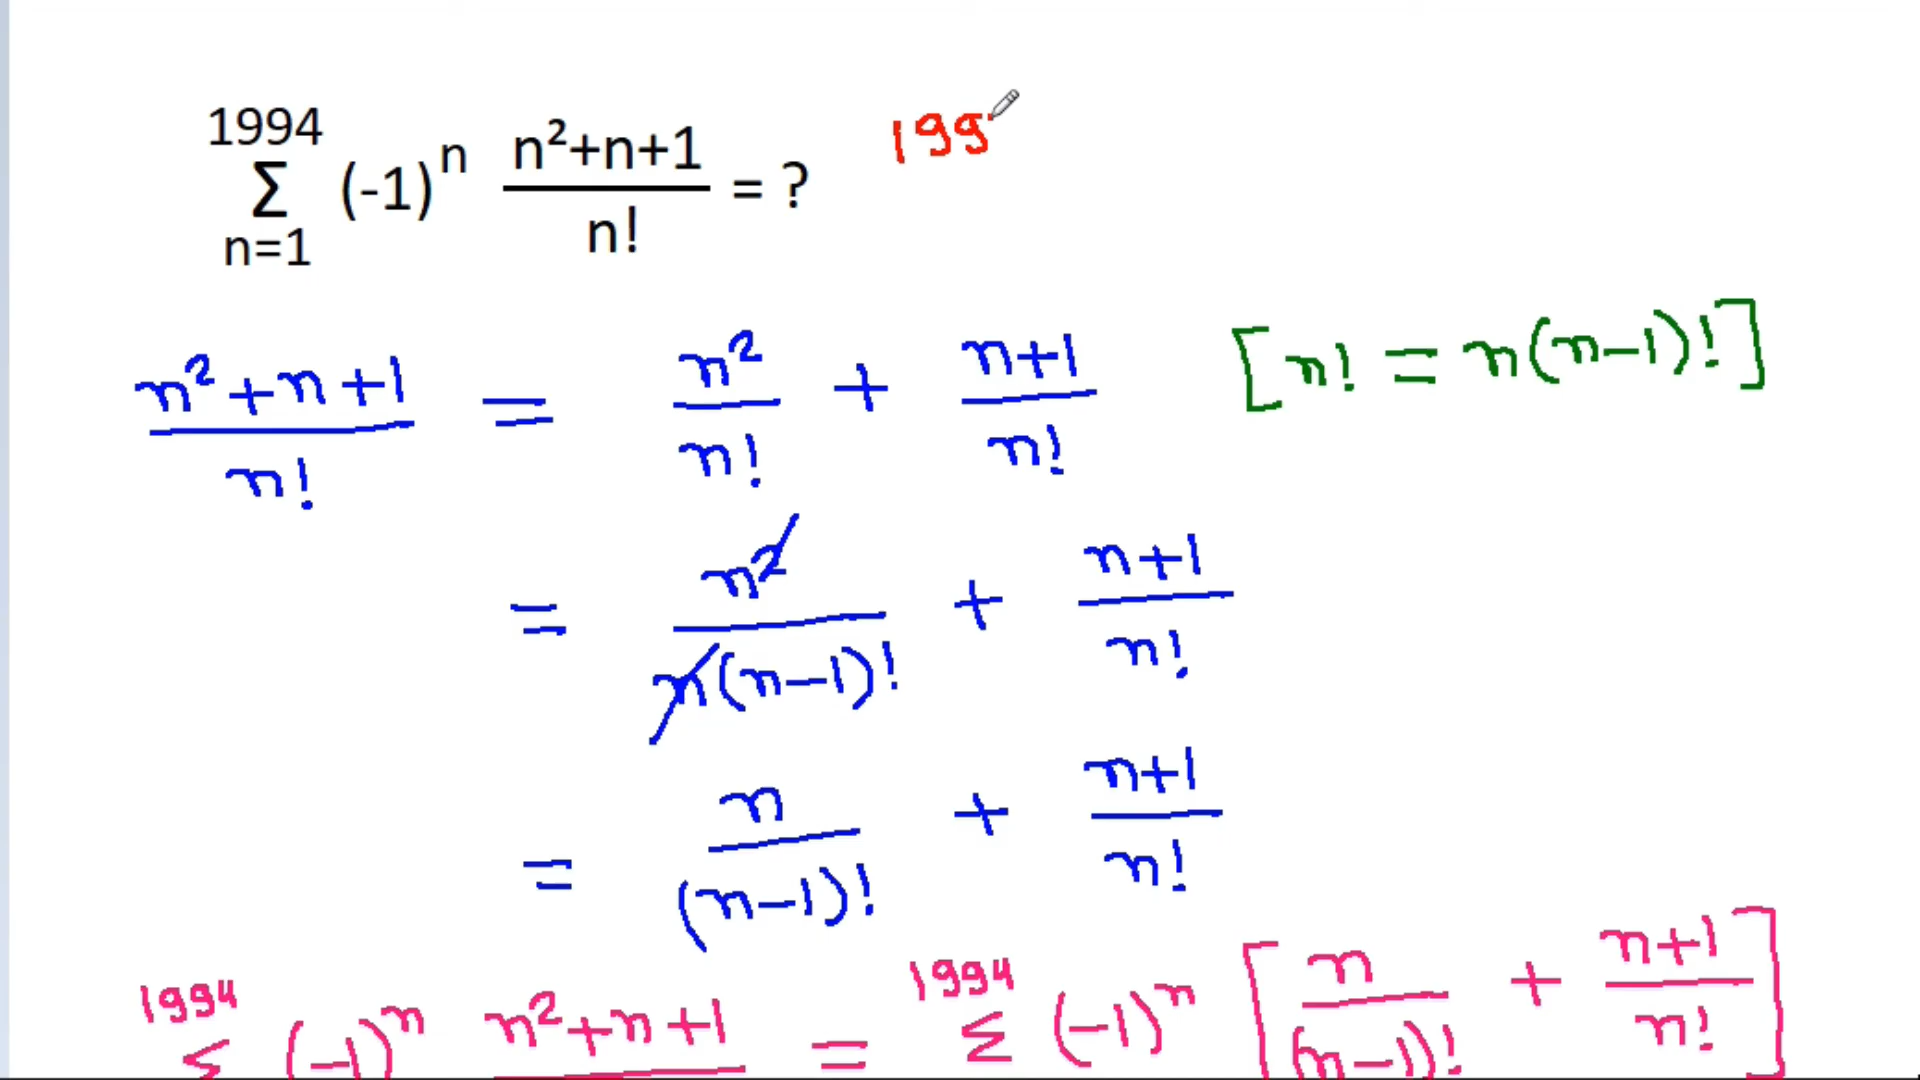 1994
Σ (-1)^n (n²+n+1)/n! = ?
n=1
199
(n²+n+1)/n! = n²/n! + (n+1)/n! [n! = n(n-1)!]
= n²/(n(n-1)!) + (n+1)/n!
= n/(n-1)! + (n+1)/n!
1994 1994
Σ (-1)^n n²+n+1 = Σ (-1)^n [n/(n-1)! + (n+1)/n!]